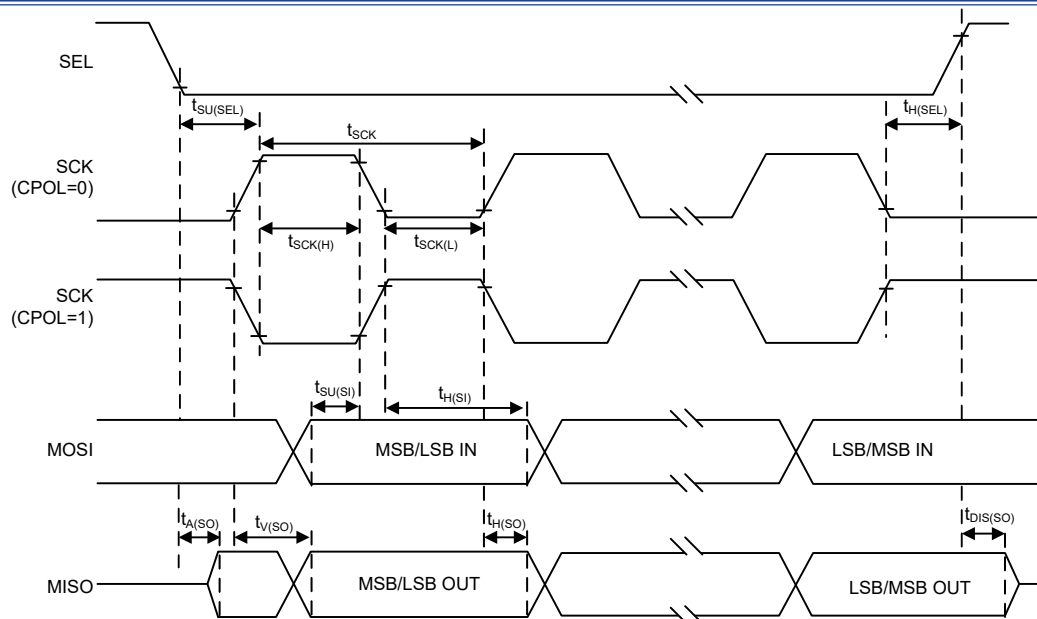 SEL
tSU(SEL)
tSCK
tH(SEL)
SCK
(CPOL=0)
tSCK(H)
tSCK(L)
SCK
(CPOL=1)
tSU(SI)
tH(SI)
MOSI
MSB/LSB IN
LSB/MSB IN
tA(SO)
tV(SO)
tH(SO)
tDIS(SO)
MISO
MSB/LSB OUT
LSB/MSB OUT